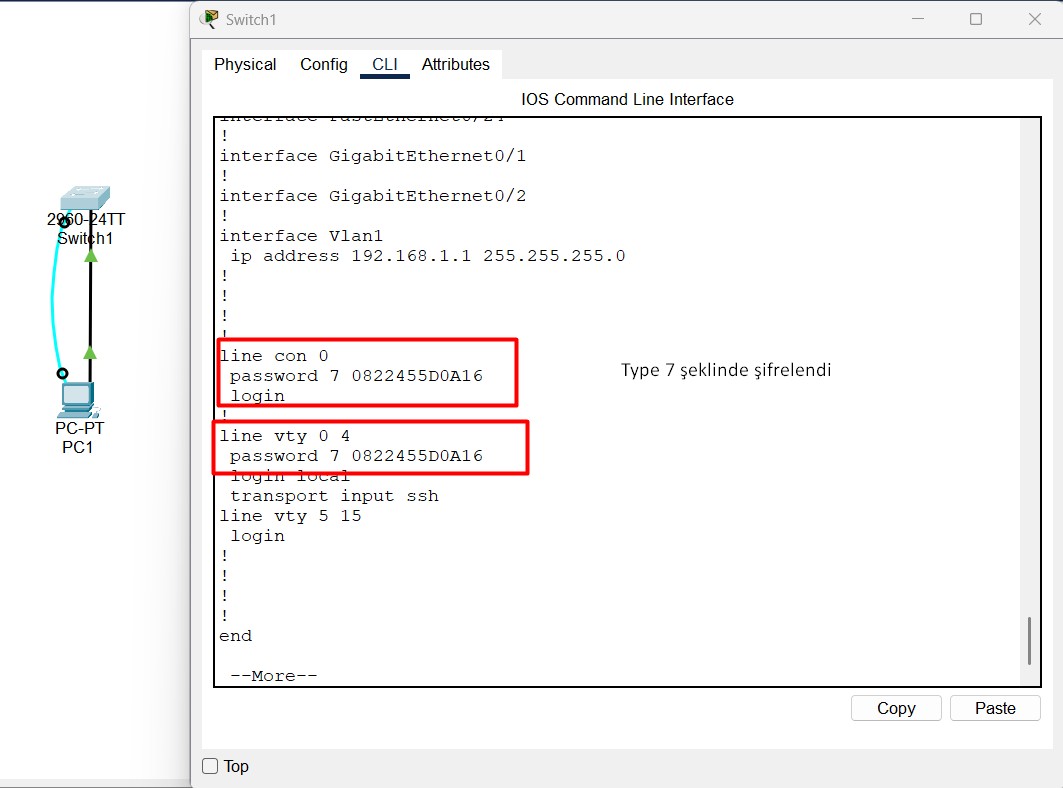 Switch1
Physical Config CLI Attributes
IOS Command Line Interface
interface FastEthernet0/24
!
interface GigabitEthernet0/1
!
interface GigabitEthernet0/2
!
interface Vlan1
ip address 192.168.1.1 255.255.255.0
!
!
!
!
line con 0
password 7 0822455D0A16
login
!
line vty 0 4
password 7 0822455D0A16
login local
transport input ssh
line vty 5 15
login
!
!
!
!
end
--More--
Type 7 şeklinde şifrelendi
Copy Paste
Top
2960-24TT
Switch1
PC-PT
PC1